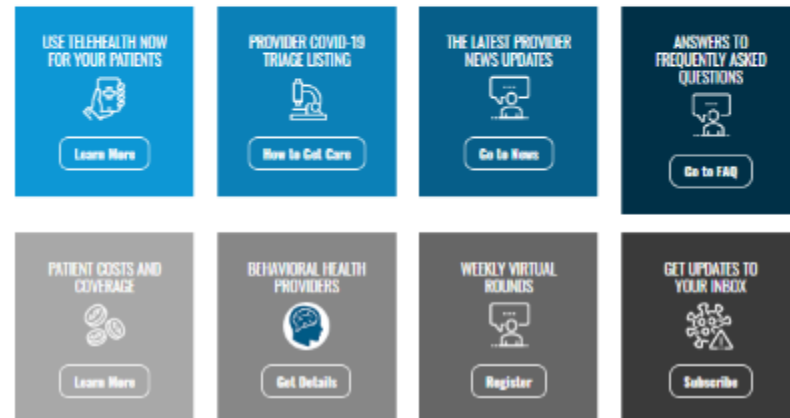 USE TELEHEALTH NOW
FOR YOUR PATIENTS
Learn More
PROVIDER COVID-19
TRIAGE LISTING
How to Get Care
THE LATEST PROVIDER
NEWS UPDATES
Go to News
ANSWERS TO
FREQUENTLY ASKED
QUESTIONS
Go to FAQ
PATIENT COSTS AND
COVERAGE
Learn More
BEHAVIORAL HEALTH
PROVIDERS
Get Details
WEEKLY VIRTUAL
ROUNDS
Register
GET UPDATES TO
YOUR INBOX
Subscribe